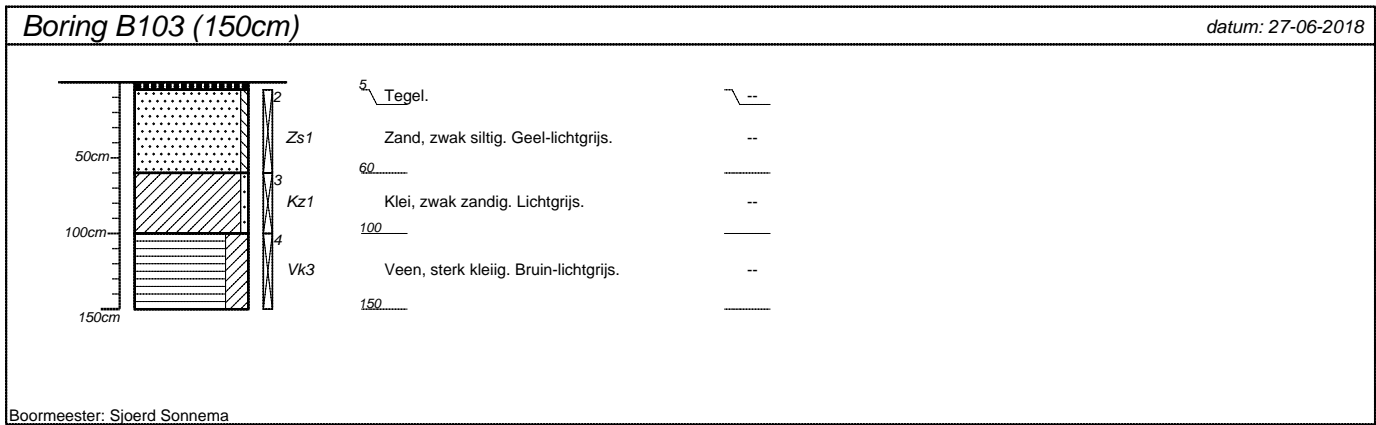 Boring B103 (150cm)
datum: 27-06-2018
5 Tegel. --
2
Zs1 Zand, zwak siltig. Geel-lichtgrijs. --
50cm
60
3
Kz1 Klei, zwak zandig. Lichtgrijs. --
100cm 100
4
Vk3 Veen, sterk kleiig. Bruin-lichtgrijs. --
150
150cm
Boormeester: Sjoerd Sonnema